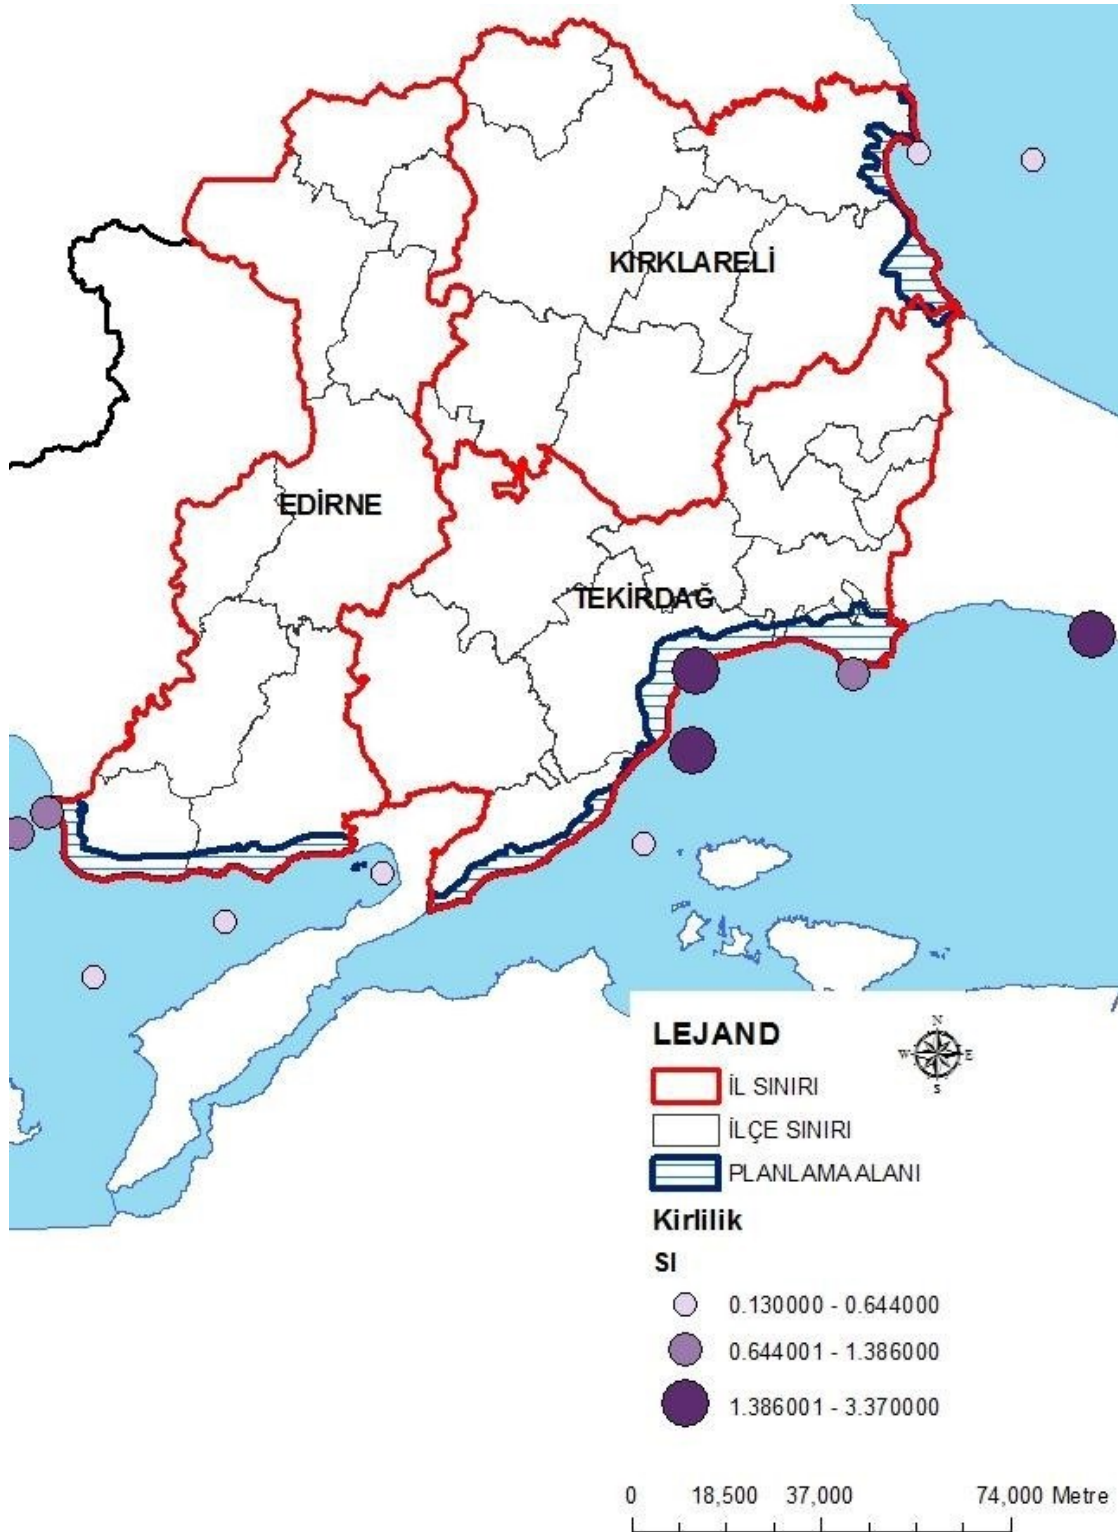 KIRKLARELİ
EDİRNE
TEKİRDAĞ
LEJAND
N
W E
S
İL SINIRI
İLÇE SINIRI
PLANLAMA ALANI
Kirlilik
SI
0.130000 - 0.644000
0.644001 - 1.386000
1.386001 - 3.370000
0 18,500 37,000 74,000 Metre